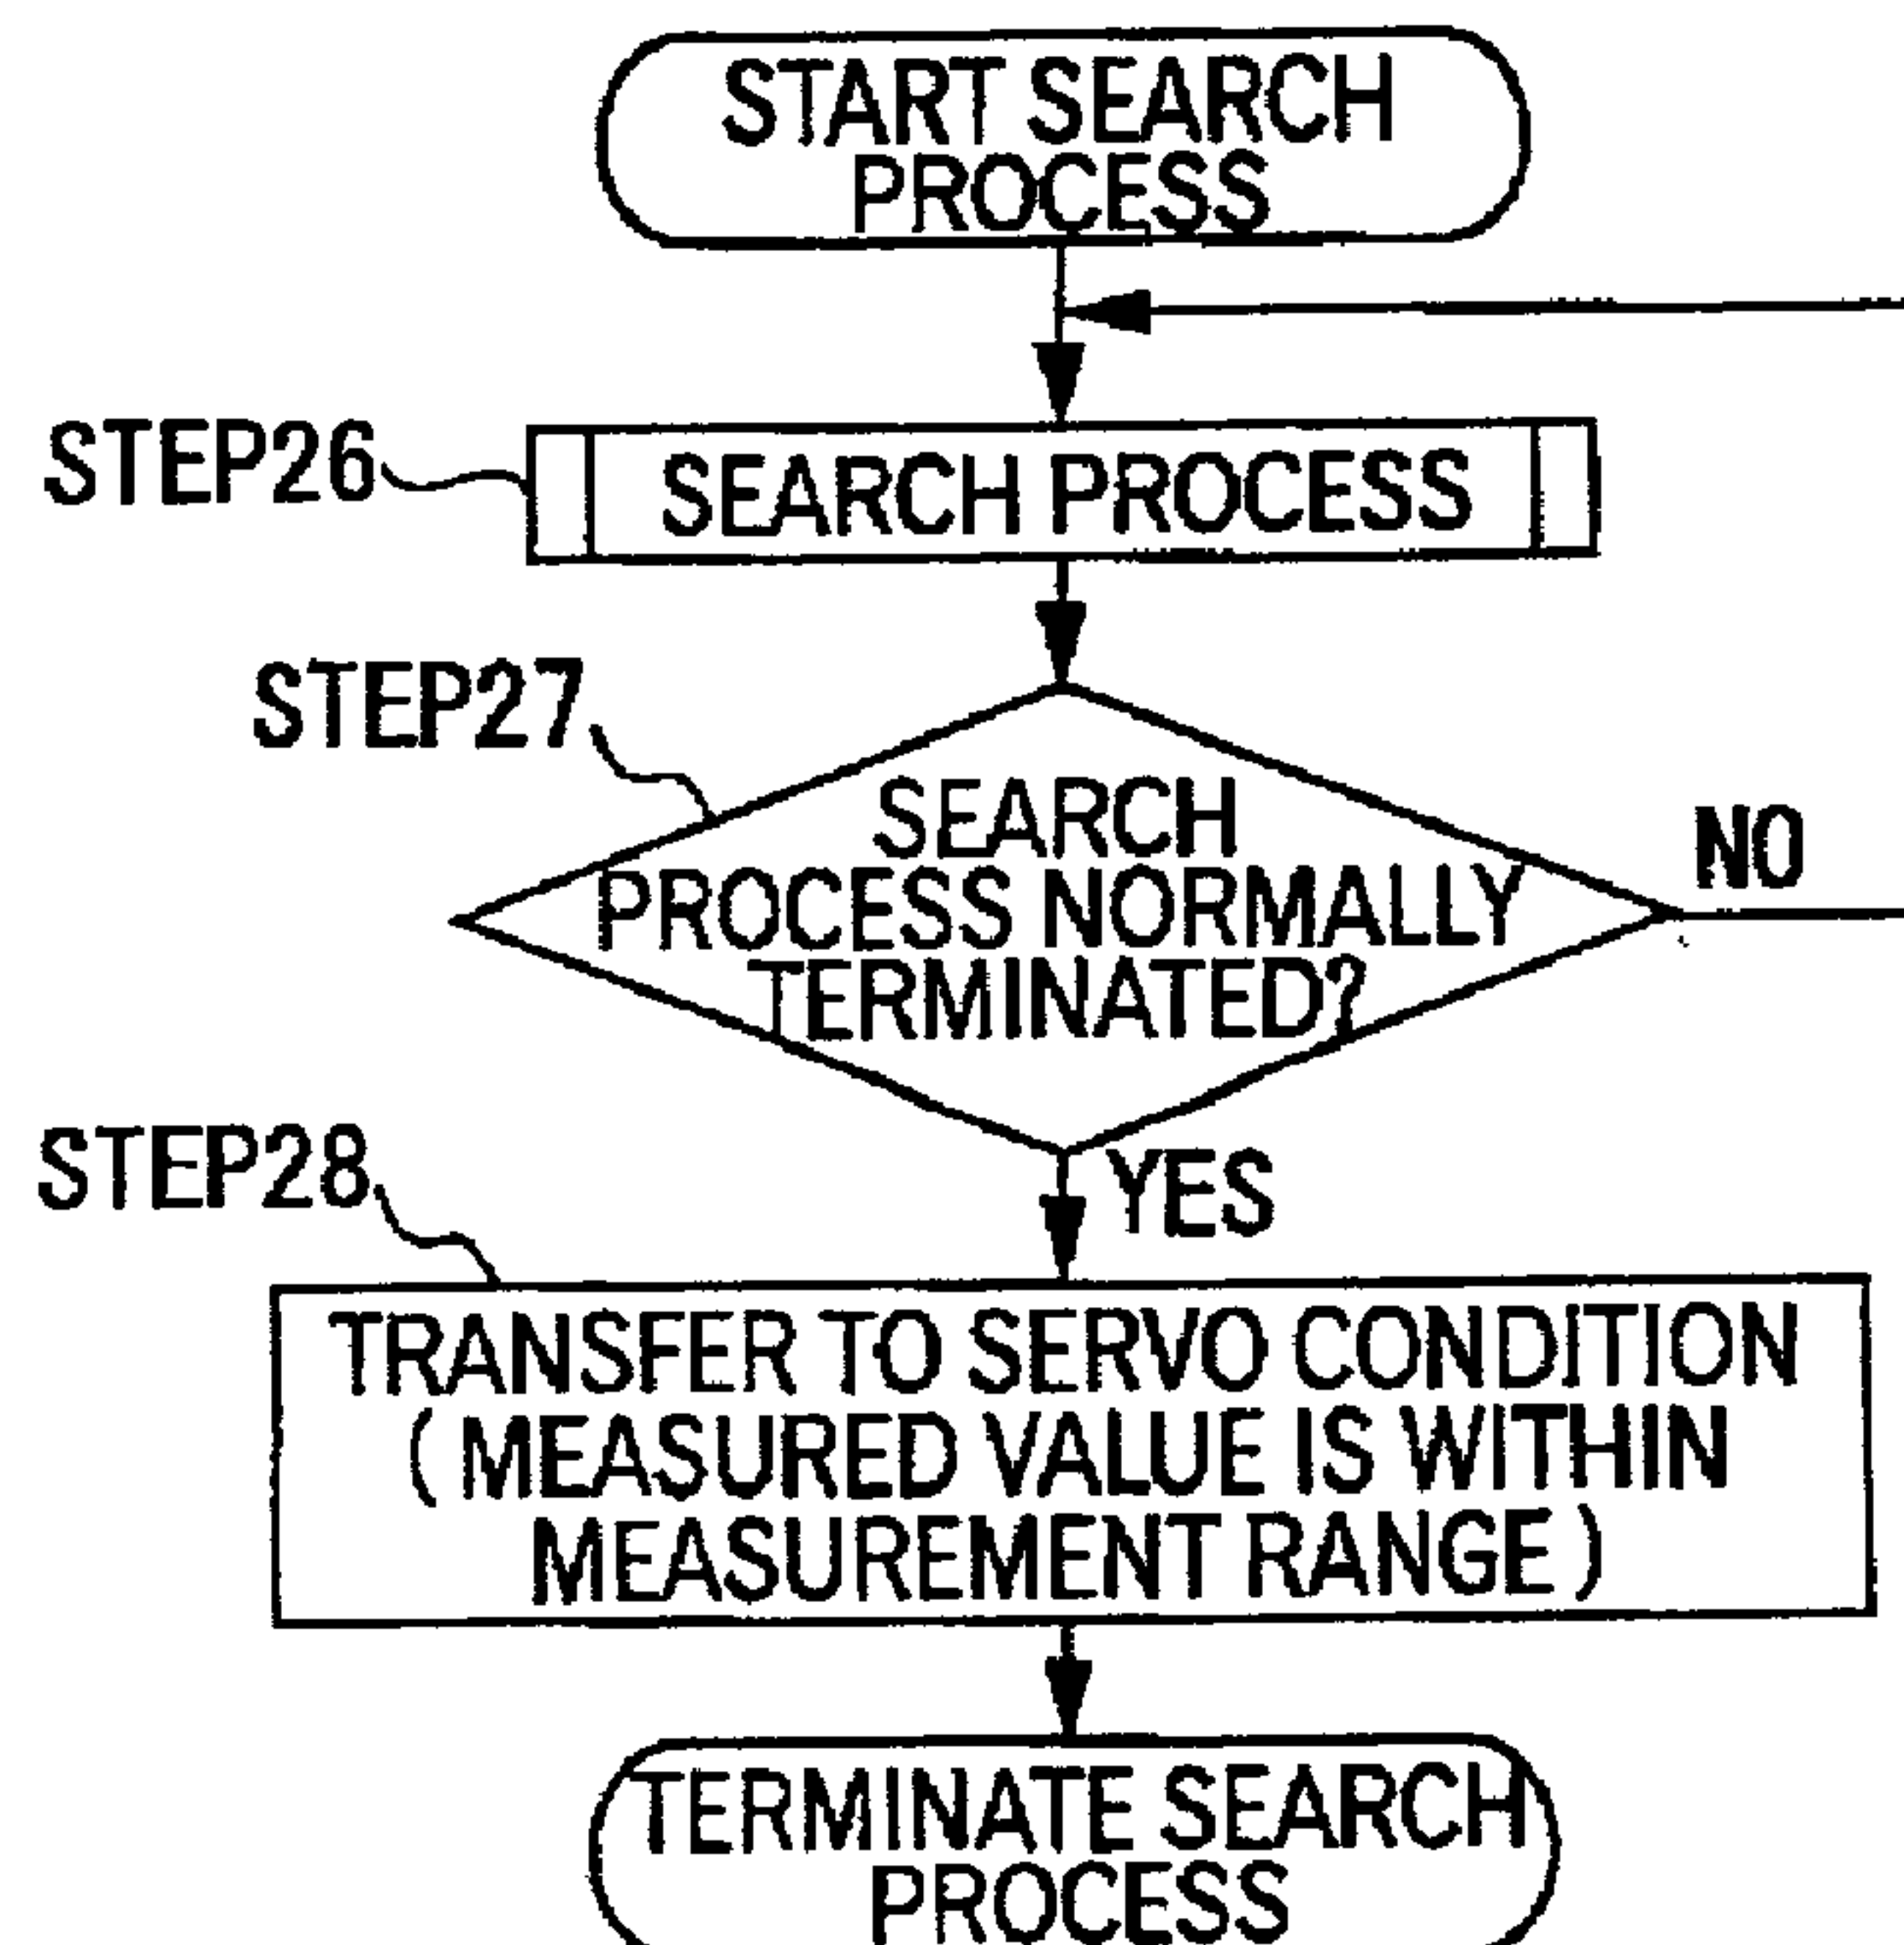 START SEARCH
PROCESS
STEP26
SEARCH PROCESS
STEP27
SEARCH
PROCESS NORMALLY
TERMINATED?
NO
YES
STEP28
TRANSFER TO SERVO CONDITION
( MEASURED VALUE IS WITHIN
MEASUREMENT RANGE )
TERMINATE SEARCH
PROCESS